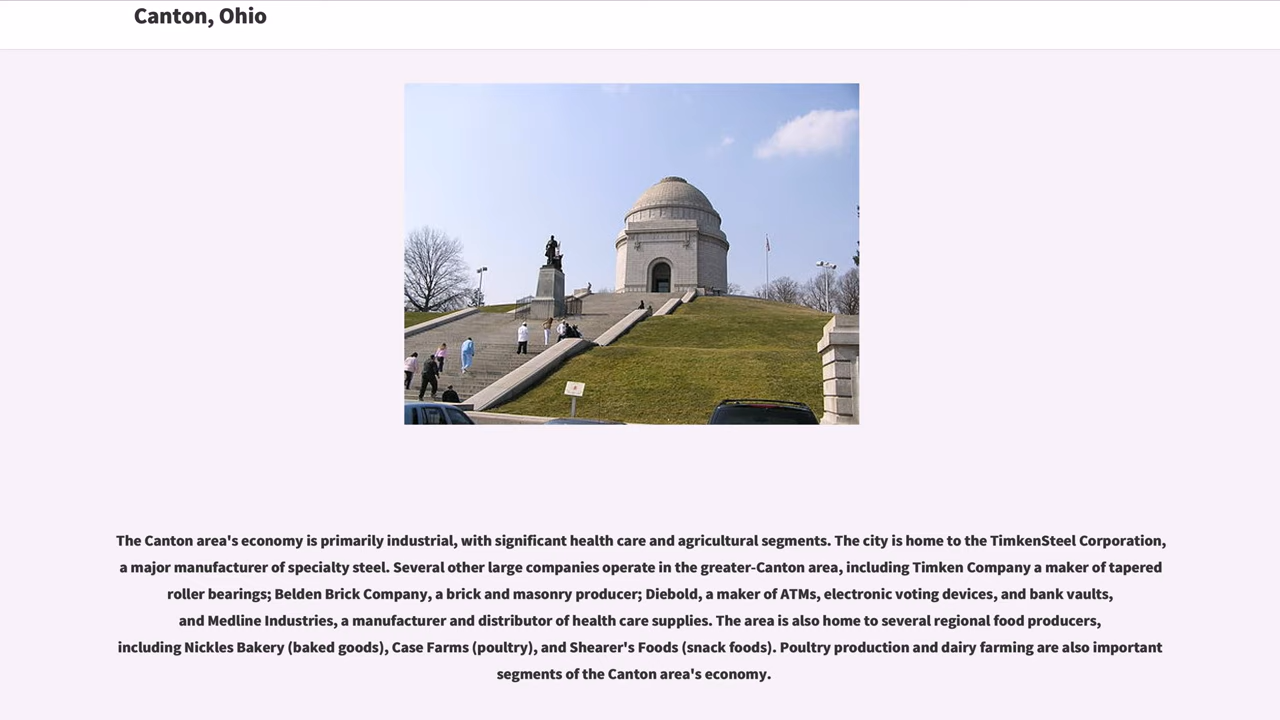 Canton, Ohio
The Canton area's economy is primarily industrial, with significant health care and agricultural segments. The city is home to the TimkenSteel Corporation,
a major manufacturer of specialty steel. Several other large companies operate in the greater-Canton area, including Timken Company a maker of tapered
roller bearings; Belden Brick Company, a brick and masonry producer; Diebold, a maker of ATMs, electronic voting devices, and bank vaults,
and Medline Industries, a manufacturer and distributor of health care supplies. The area is also home to several regional food producers,
including Nickles Bakery (baked goods), Case Farms (poultry), and Shearer's Foods (snack foods). Poultry production and dairy farming are also important
segments of the Canton area's economy.